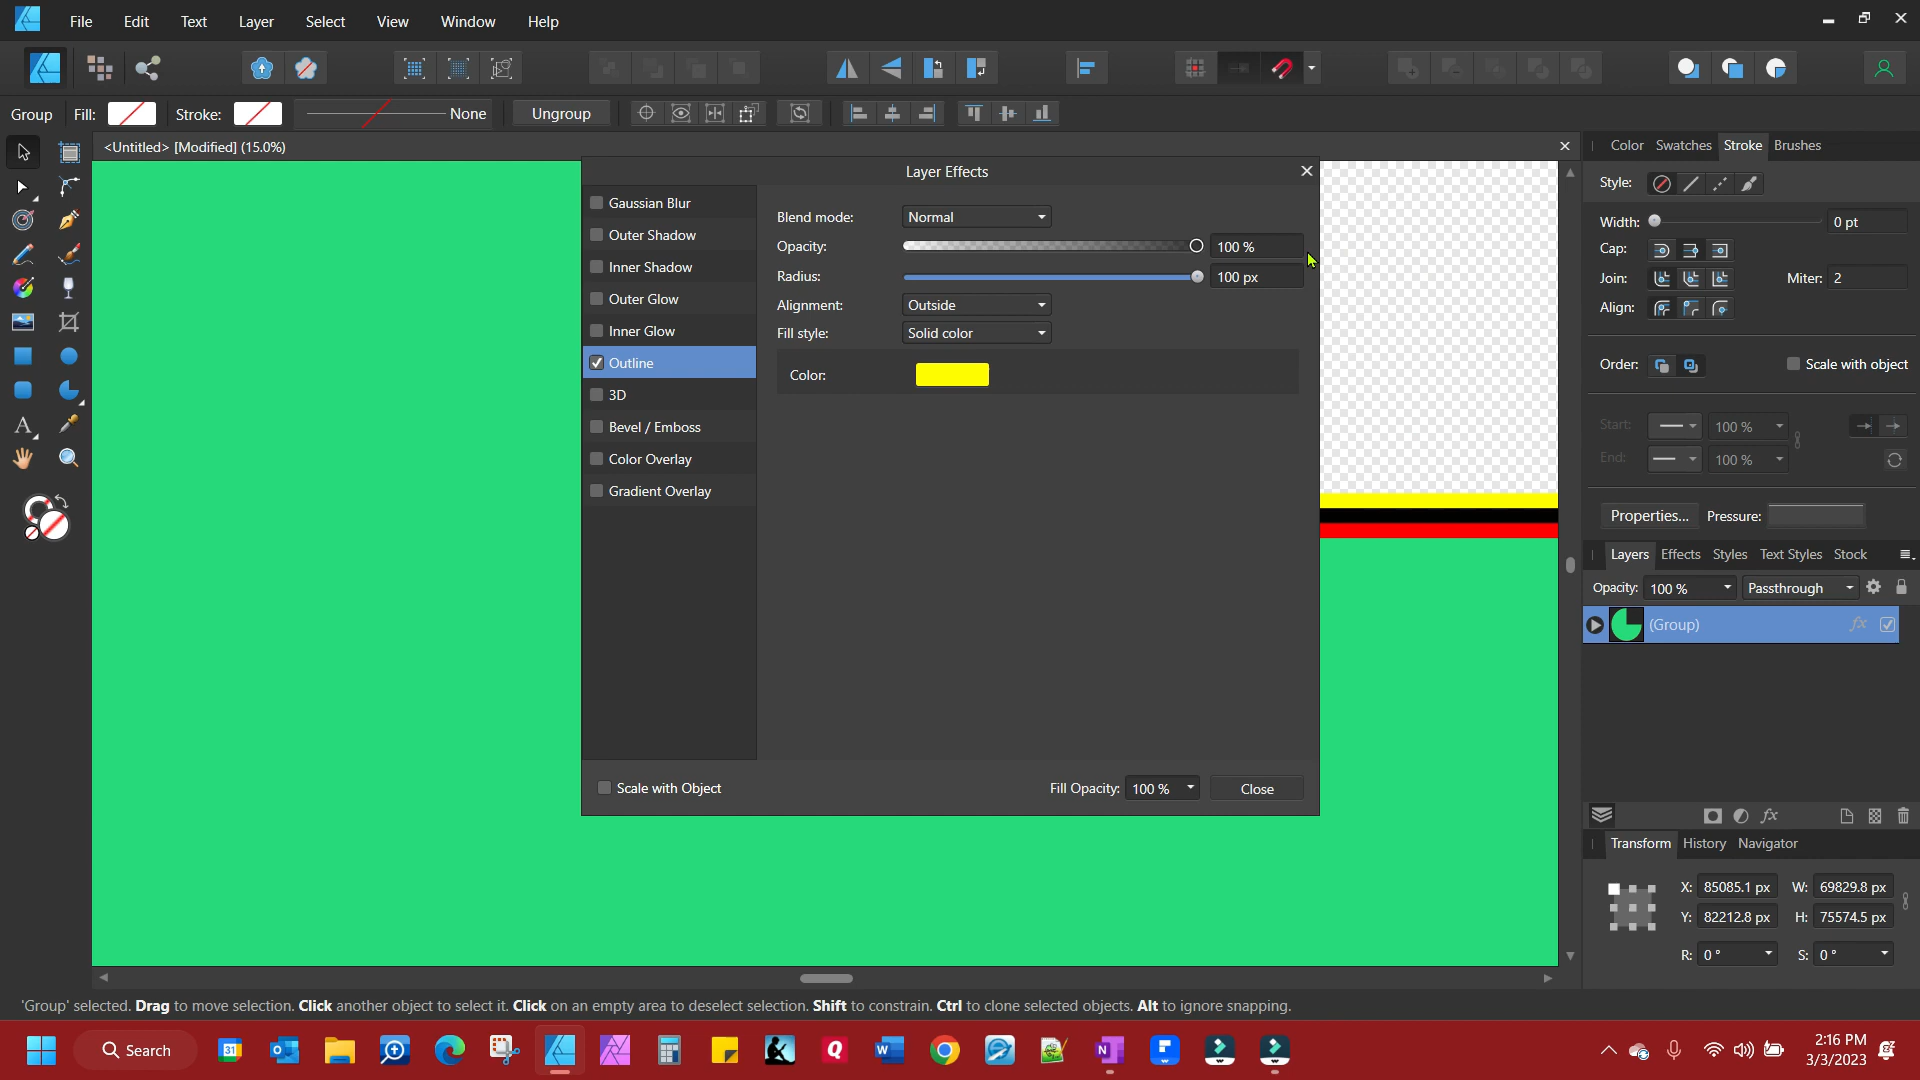 File Edit Text Layer Select View Window Help
Group Fill: Stroke: None Ungroup
<Untitled> [Modified] (15.0%)
Layer Effects
Gaussian Blur
Outer Shadow
Inner Shadow
Outer Glow
Inner Glow
Outline
3D
Bevel / Emboss
Color Overlay
Gradient Overlay
Blend mode: Normal
Opacity: 100 %
Radius: 100 px
Alignment: Outside
Fill style: Solid color
Color:
Scale with Object
Fill Opacity: 100 % Close
Color Swatches Stroke Brushes
Style:
Width: 0 pt
Cap:
Join: Miter: 2
Align:
Order: Scale with object
Start: 100 %
End: 100 %
Properties... Pressure:
Layers Effects Styles Text Styles Stock
Opacity: 100 % Passthrough
(Group) fx
fx
Transform History Navigator
X: 85085.1 px W: 69829.8 px
Y: 82212.8 px H: 75574.5 px
R: 0 ° S: 0 °
'Group' selected. Drag to move selection. Click another object to select it. Click on an empty area to deselect selection. Shift to constrain. Ctrl to clone selected objects. Alt to ignore snapping.
Search
31
2:16 PM
3/3/2023